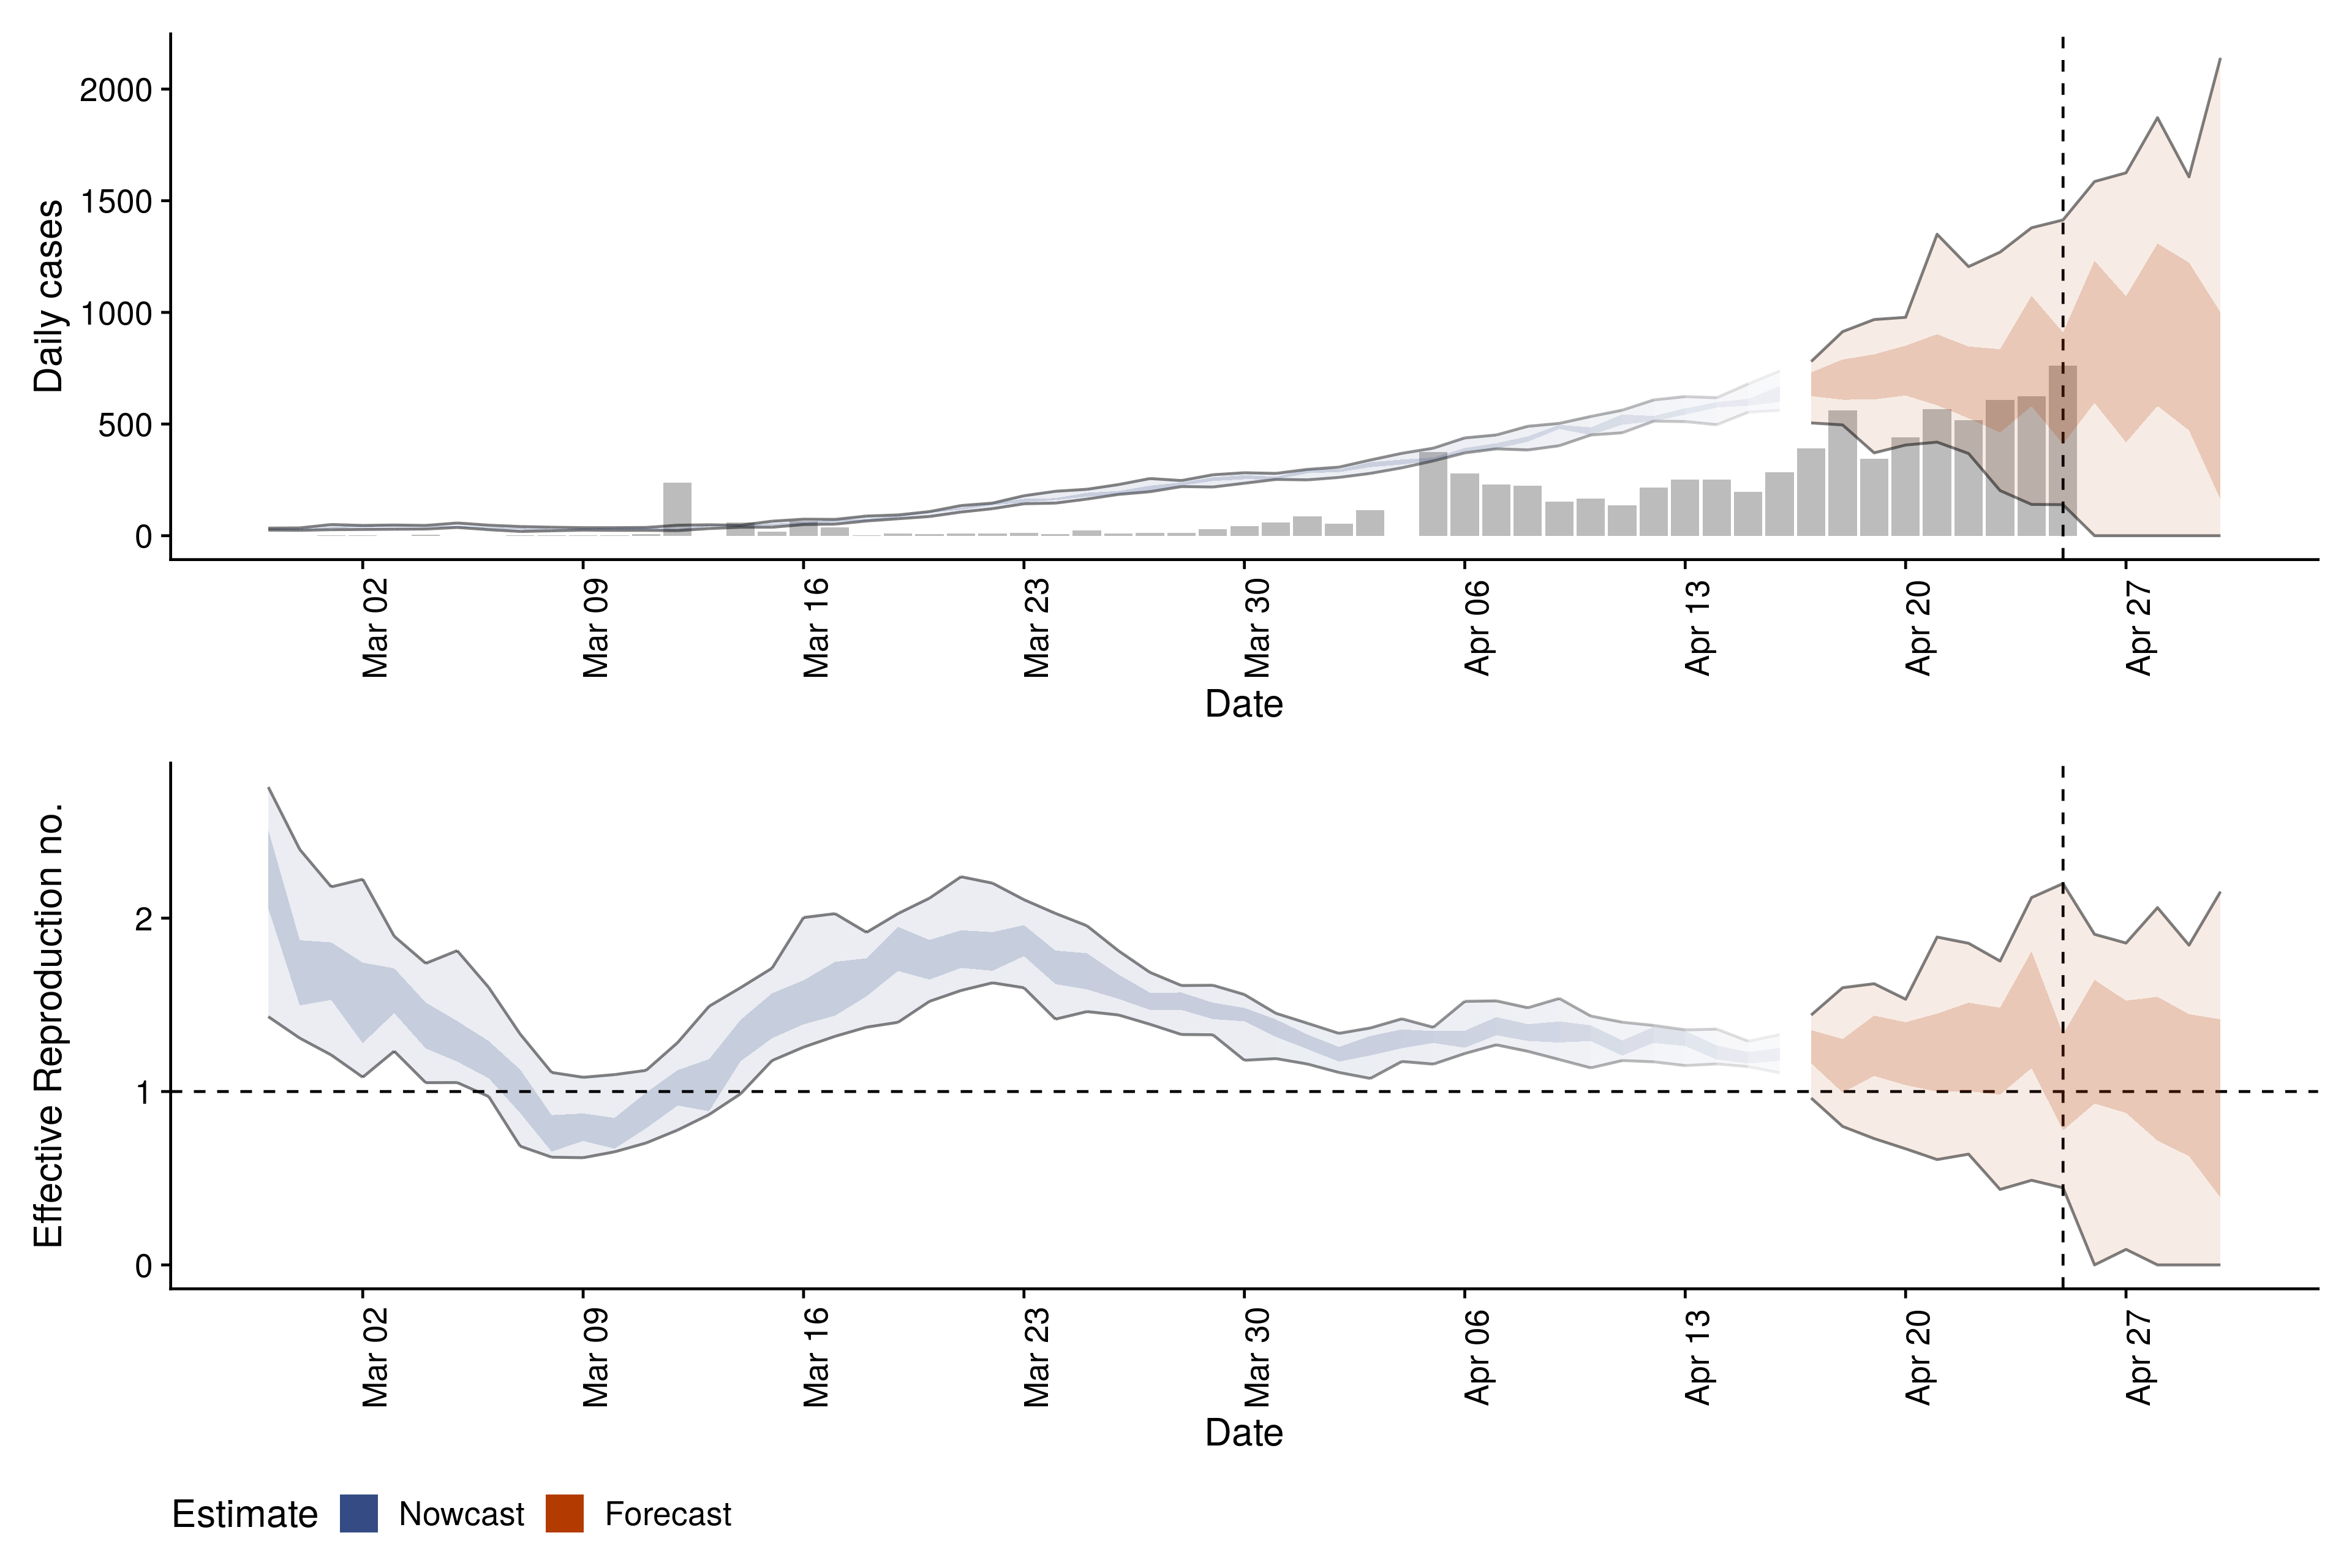 Daily cases
2000
1500
1000
500
0
Mar 02
Mar 09
Mar 16
Mar 23
Mar 30
Apr 06
Apr 13
Apr 20
Apr 27
Date
Effective Reproduction no.
2
1
0
Mar 02
Mar 09
Mar 16
Mar 23
Mar 30
Apr 06
Apr 13
Apr 20
Apr 27
Date
Estimate Nowcast Forecast